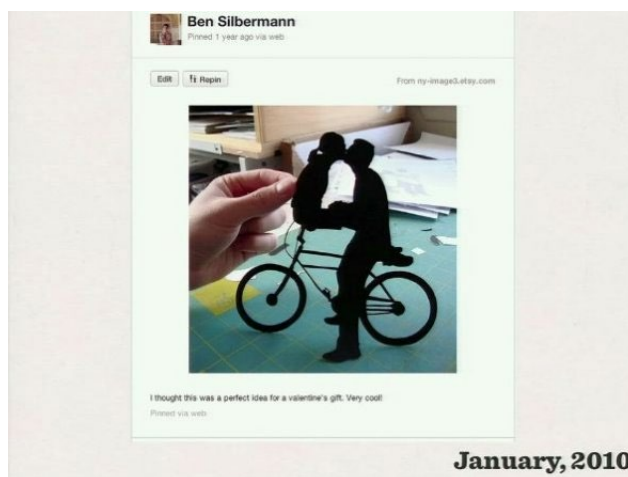 Ben Silbermann
Pinned 1 year ago via web
Edit Repin From ny-image3.etsy.com
I thought this was a perfect idea for a valentine's gift. Very cool!
Pinned via web
January, 2010